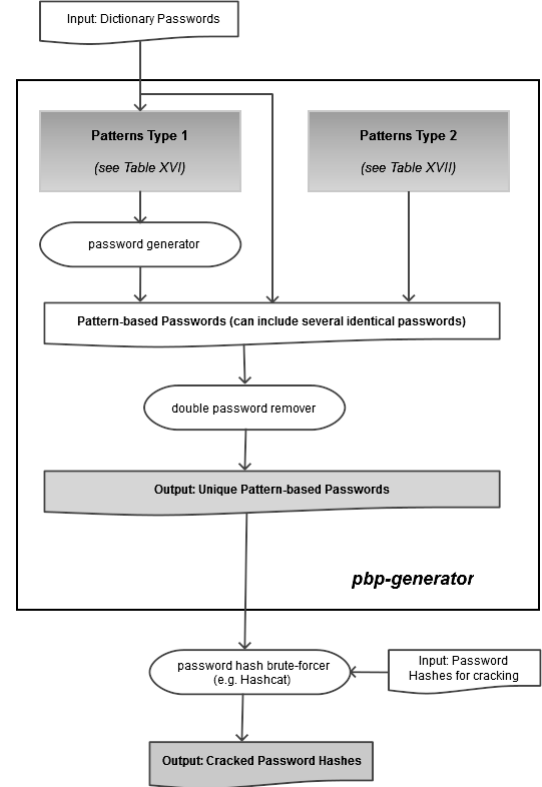 Input: Dictionary Passwords
Patterns Type 1
(see Table XVI)
Patterns Type 2
(see Table XVII)
password generator
Pattern-based Passwords (can include several identical passwords)
double password remover
Output: Unique Pattern-based Passwords
pbp-generator
password hash brute-forcer
(e.g. Hashcat)
Input: Password
Hashes for cracking
Output: Cracked Password Hashes